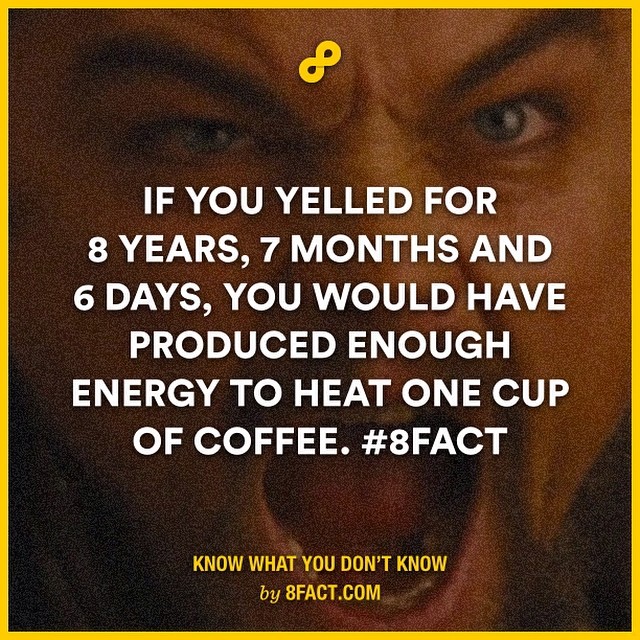 IF YOU YELLED FOR
8 YEARS, 7 MONTHS AND
6 DAYS, YOU WOULD HAVE
PRODUCED ENOUGH
ENERGY TO HEAT ONE CUP
OF COFFEE. #8FACT
KNOW WHAT YOU DON'T KNOW
by 8FACT.COM